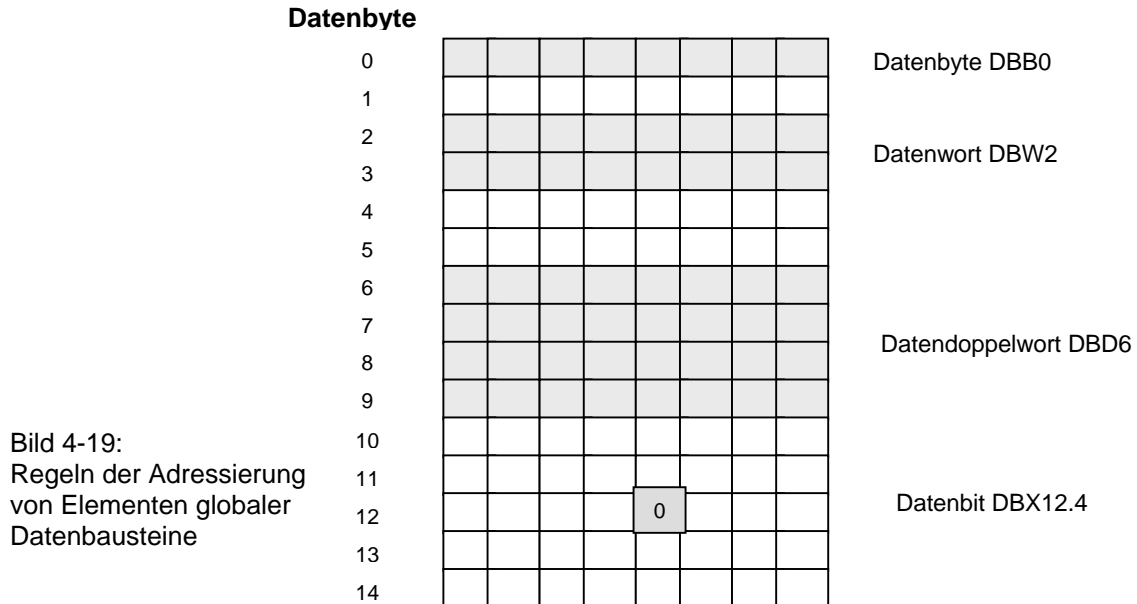 Datenbyte
0
Datenbyte DBB0
1
2
Datenwort DBW2
3
4
5
6
7
Datendoppelwort DBD6
8
9
10
11
12
0
Datenbit DBX12.4
13
14
Bild 4-19:
Regeln der Adressierung
von Elementen globaler
Datenbausteine